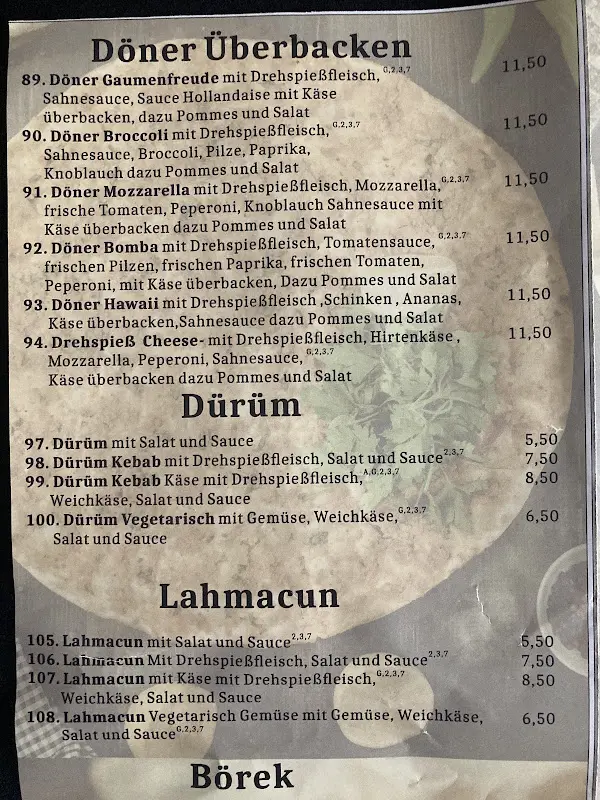 Döner Überbacken
89. Döner Gaumenfreude mit Drehspießfleisch, G,2,3,7 11,50
Sahnesauce, Sauce Hollandaise mit Käse
überbacken, dazu Pommes und Salat
90. Döner Broccoli mit Drehspießfleisch, G,2,3,7 11,50
Sahnesauce, Broccoli, Pilze, Paprika,
Knoblauch dazu Pommes und Salat
91. Döner Mozzarella mit Drehspießfleisch, Mozzarella, G,2,3,7 11,50
frische Tomaten, Peperoni, Knoblauch Sahnesauce mit
Käse überbacken dazu Pommes und Salat
92. Döner Bomba mit Drehspießfleisch, Tomatensauce, G,2,3,7 11,50
frischen Pilzen, frischen Paprika, frischen Tomaten,
Peperoni, mit Käse überbacken, Dazu Pommes und Salat
93. Döner Hawaii mit Drehspießfleisch ,Schinken , Ananas, 11,50
Käse überbacken,Sahnesauce dazu Pommes und Salat
94. Drehspieß Cheese- mit Drehspießfleisch, Hirtenkäse , 11,50
Mozzarella, Peperoni, Sahnesauce, G,2,3,7
Käse überbacken dazu Pommes und Salat
Dürüm
97. Dürüm mit Salat und Sauce 5,50
98. Dürüm Kebab mit Drehspießfleisch, Salat und Sauce 2,3,7 7,50
99. Dürüm Kebab Käse mit Drehspießfleisch, A,G,2,3,7 8,50
Weichkäse, Salat und Sauce
100. Dürüm Vegetarisch mit Gemüse, Weichkäse, G,2,3,7 6,50
Salat und Sauce
Lahmacun
105. Lahmacun mit Salat und Sauce 2,3,7 5,50
106. Lahmacun Mit Drehspießfleisch, Salat und Sauce 2,3,7 7,50
107. Lahmacun mit Käse mit Drehspießfleisch, G,2,3,7 8,50
Weichkäse, Salat und Sauce
108. Lahmacun Vegetarisch Gemüse mit Gemüse, Weichkäse, 6,50
Salat und Sauce G,2,3,7
Börek